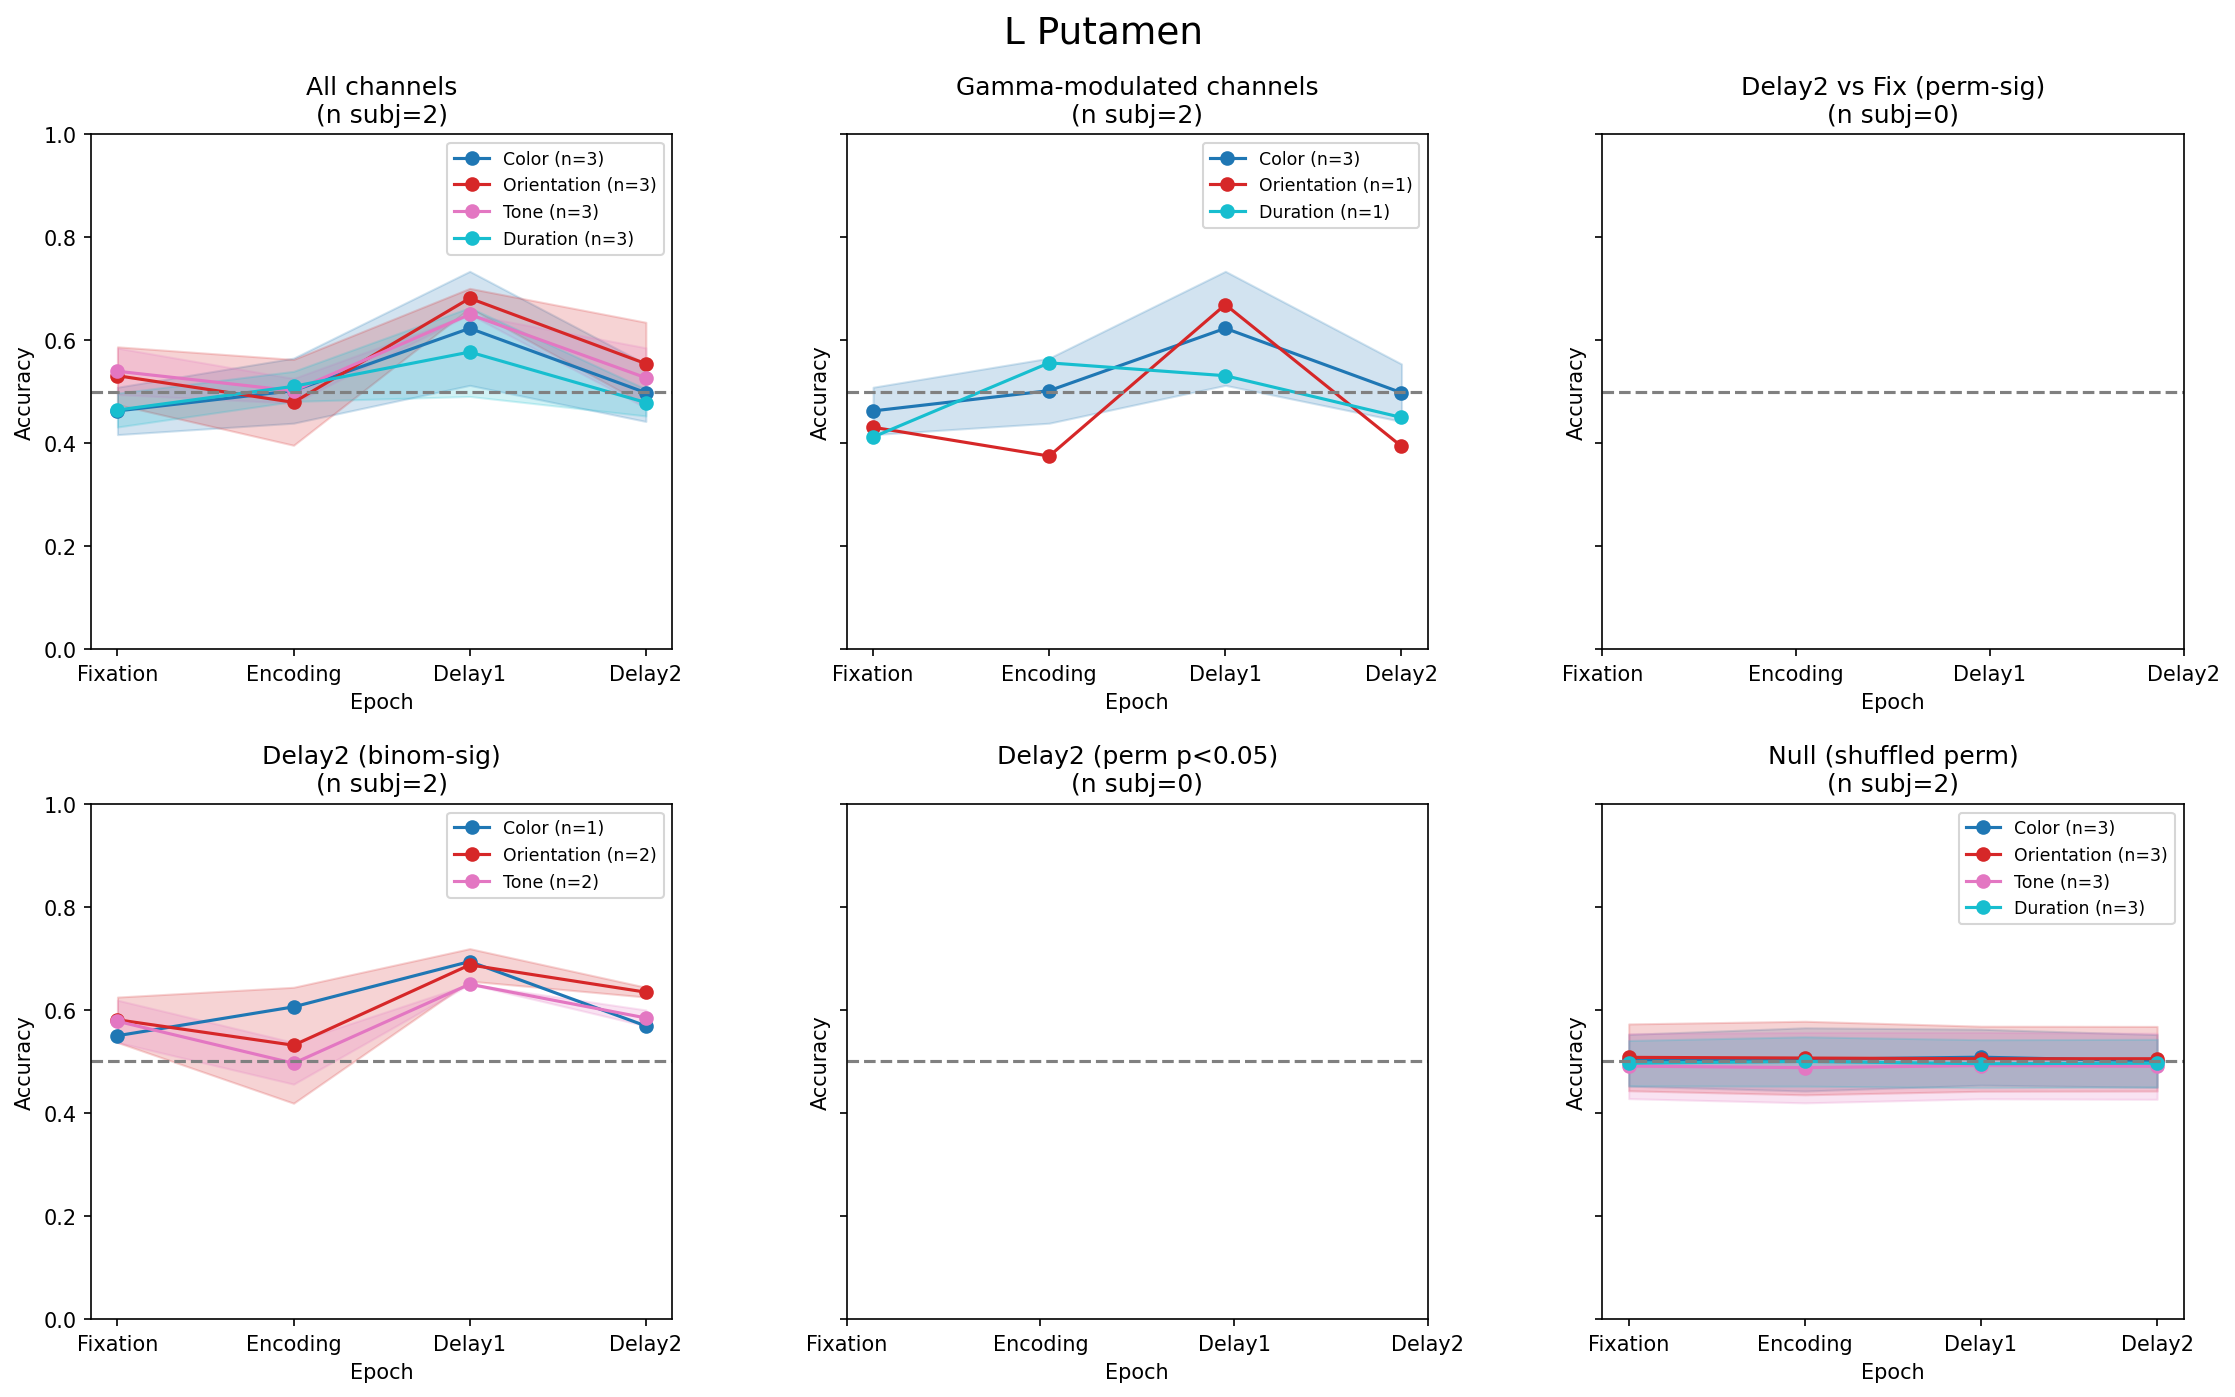 L Putamen
All channels
(n subj=2)
1.0
0.8
0.6
0.4
0.2
0.0
Accuracy
Color (n=3)
Orientation (n=3)
Tone (n=3)
Duration (n=3)
Fixation Encoding Delay1 Delay2
Epoch
Gamma-modulated channels
(n subj=2)
Accuracy
Color (n=3)
Orientation (n=1)
Duration (n=1)
Fixation Encoding Delay1 Delay2
Epoch
Delay2 vs Fix (perm-sig)
(n subj=0)
Accuracy
Fixation Encoding Delay1 Delay2
Epoch
Delay2 (binom-sig)
(n subj=2)
1.0
0.8
0.6
0.4
0.2
0.0
Accuracy
Color (n=1)
Orientation (n=2)
Tone (n=2)
Fixation Encoding Delay1 Delay2
Epoch
Delay2 (perm p<0.05)
(n subj=0)
Accuracy
Fixation Encoding Delay1 Delay2
Epoch
Null (shuffled perm)
(n subj=2)
Accuracy
Color (n=3)
Orientation (n=3)
Tone (n=3)
Duration (n=3)
Fixation Encoding Delay1 Delay2
Epoch